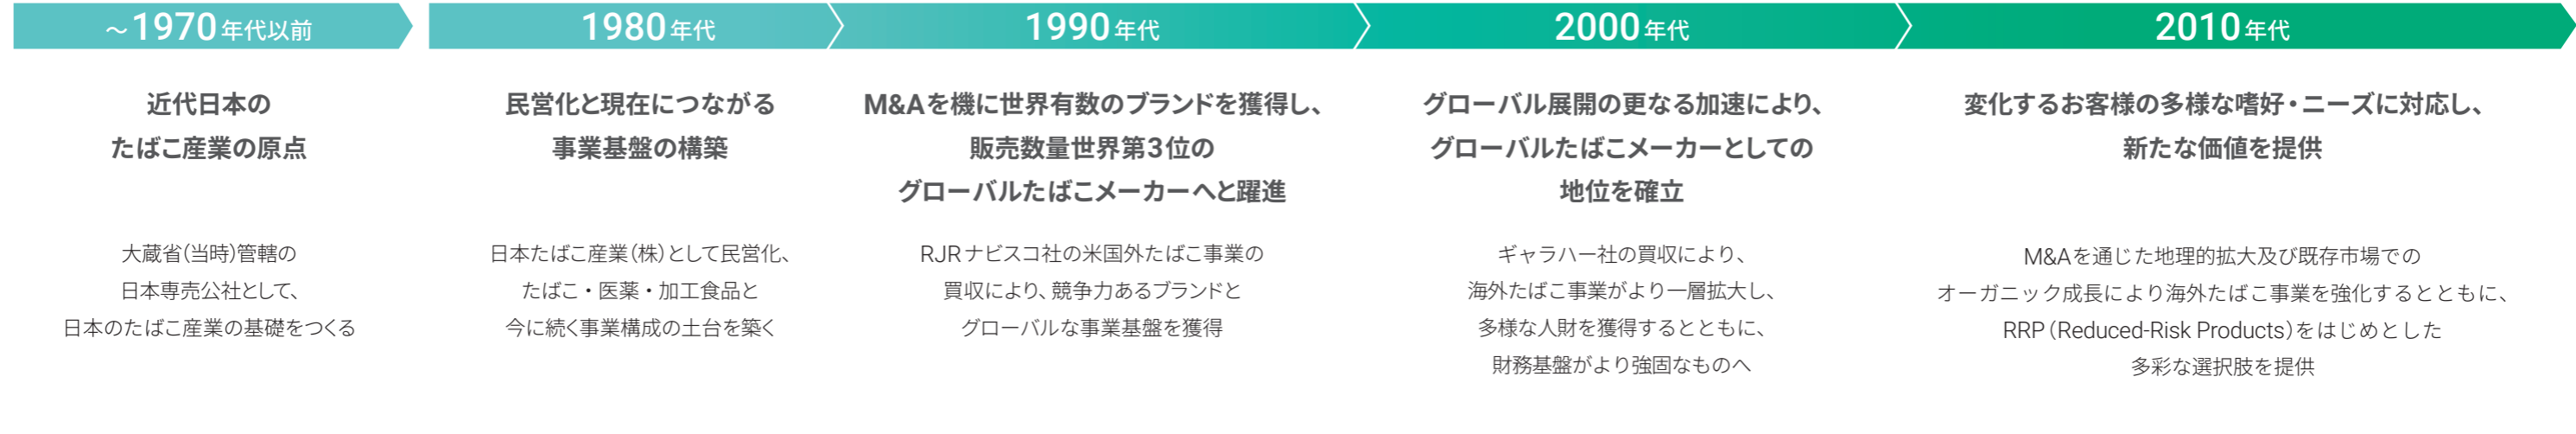 ～1970年代以前
近代日本の
たばこ産業の原点
大蔵省(当時)管轄の
日本専売公社として、
日本のたばこ産業の基礎をつくる
1980年代
民営化と現在につながる
事業基盤の構築
日本たばこ産業(株)として民営化、
たばこ・医薬・加工食品と
今に続く事業構成の土台を築く
1990年代
M&Aを機に世界有数のブランドを獲得し、
販売数量世界第3位の
グローバルたばこメーカーへと躍進
RJRナビスコ社の米国外たばこ事業の
買収により、競争力あるブランドと
グローバルな事業基盤を獲得
2000年代
グローバル展開の更なる加速により、
グローバルたばこメーカーとしての
地位を確立
ギャラハー社の買収により、
海外たばこ事業がより一層拡大し、
多様な人財を獲得するとともに、
財務基盤がより強固なものへ
2010年代
変化するお客様の多様な嗜好・ニーズに対応し、
新たな価値を提供
M&Aを通じた地理的拡大及び既存市場での
オーガニック成長により海外たばこ事業を強化するとともに、
RRP(Reduced-Risk Products)をはじめとした
多彩な選択肢を提供